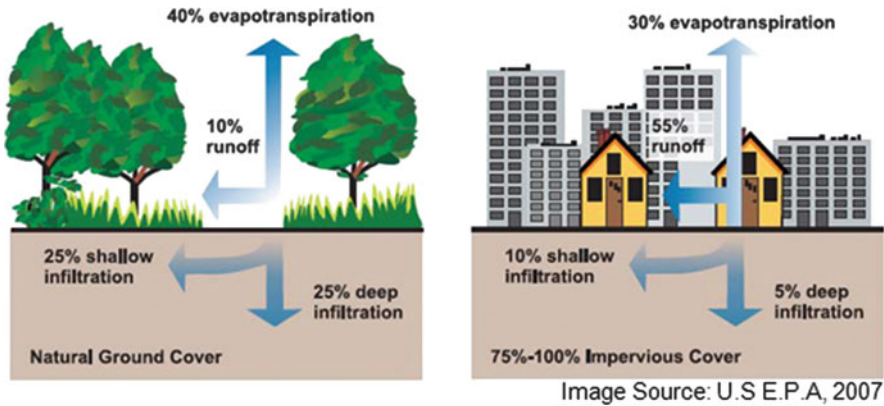 40% evapotranspiration
10%
runoff
25% shallow
infiltration
25% deep
infiltration
Natural Ground Cover
30% evapotranspiration
55%
runoff
10% shallow
infiltration
5% deep
infiltration
75%-100% Impervious Cover
Image Source: U.S E.P.A, 2007